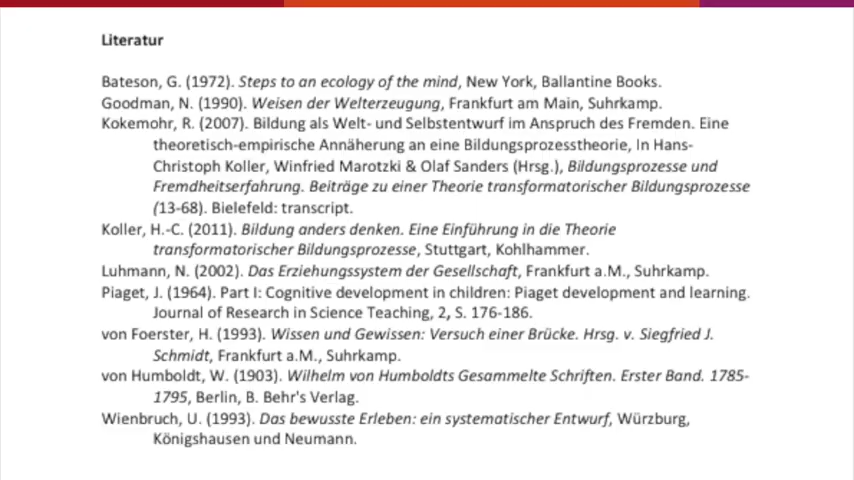 Literatur
Bateson, G. (1972). Steps to an ecology of the mind, New York, Ballantine Books.
Goodman, N. (1990). Weisen der Welterzeugung, Frankfurt am Main, Suhrkamp.
Kokemohr, R. (2007). Bildung als Welt- und Selbstentwurf im Anspruch des Fremden. Eine
theoretisch-empirische Annäherung an eine Bildungsprozesstheorie, In Hans-
Christoph Koller, Winfried Marotzki & Olaf Sanders (Hrsg.), Bildungsprozesse und
Fremdheitserfahrung. Beiträge zu einer Theorie transformatorischer Bildungsprozesse
(13-68). Bielefeld: transcript.
Koller, H.-C. (2011). Bildung anders denken. Eine Einführung in die Theorie
transformatorischer Bildungsprozesse, Stuttgart, Kohlhammer.
Luhmann, N. (2002). Das Erziehungssystem der Gesellschaft, Frankfurt a.M., Suhrkamp.
Piaget, J. (1964). Part I: Cognitive development in children: Piaget development and learning.
Journal of Research in Science Teaching, 2, S. 176-186.
von Foerster, H. (1993). Wissen und Gewissen: Versuch einer Brücke. Hrsg. v. Siegfried J.
Schmidt, Frankfurt a.M., Suhrkamp.
von Humboldt, W. (1903). Wilhelm von Humboldts Gesammelte Schriften. Erster Band. 1785-
1795, Berlin, B. Behr's Verlag.
Wienbruch, U. (1993). Das bewusste Erleben: ein systematischer Entwurf, Würzburg,
Königshausen und Neumann.